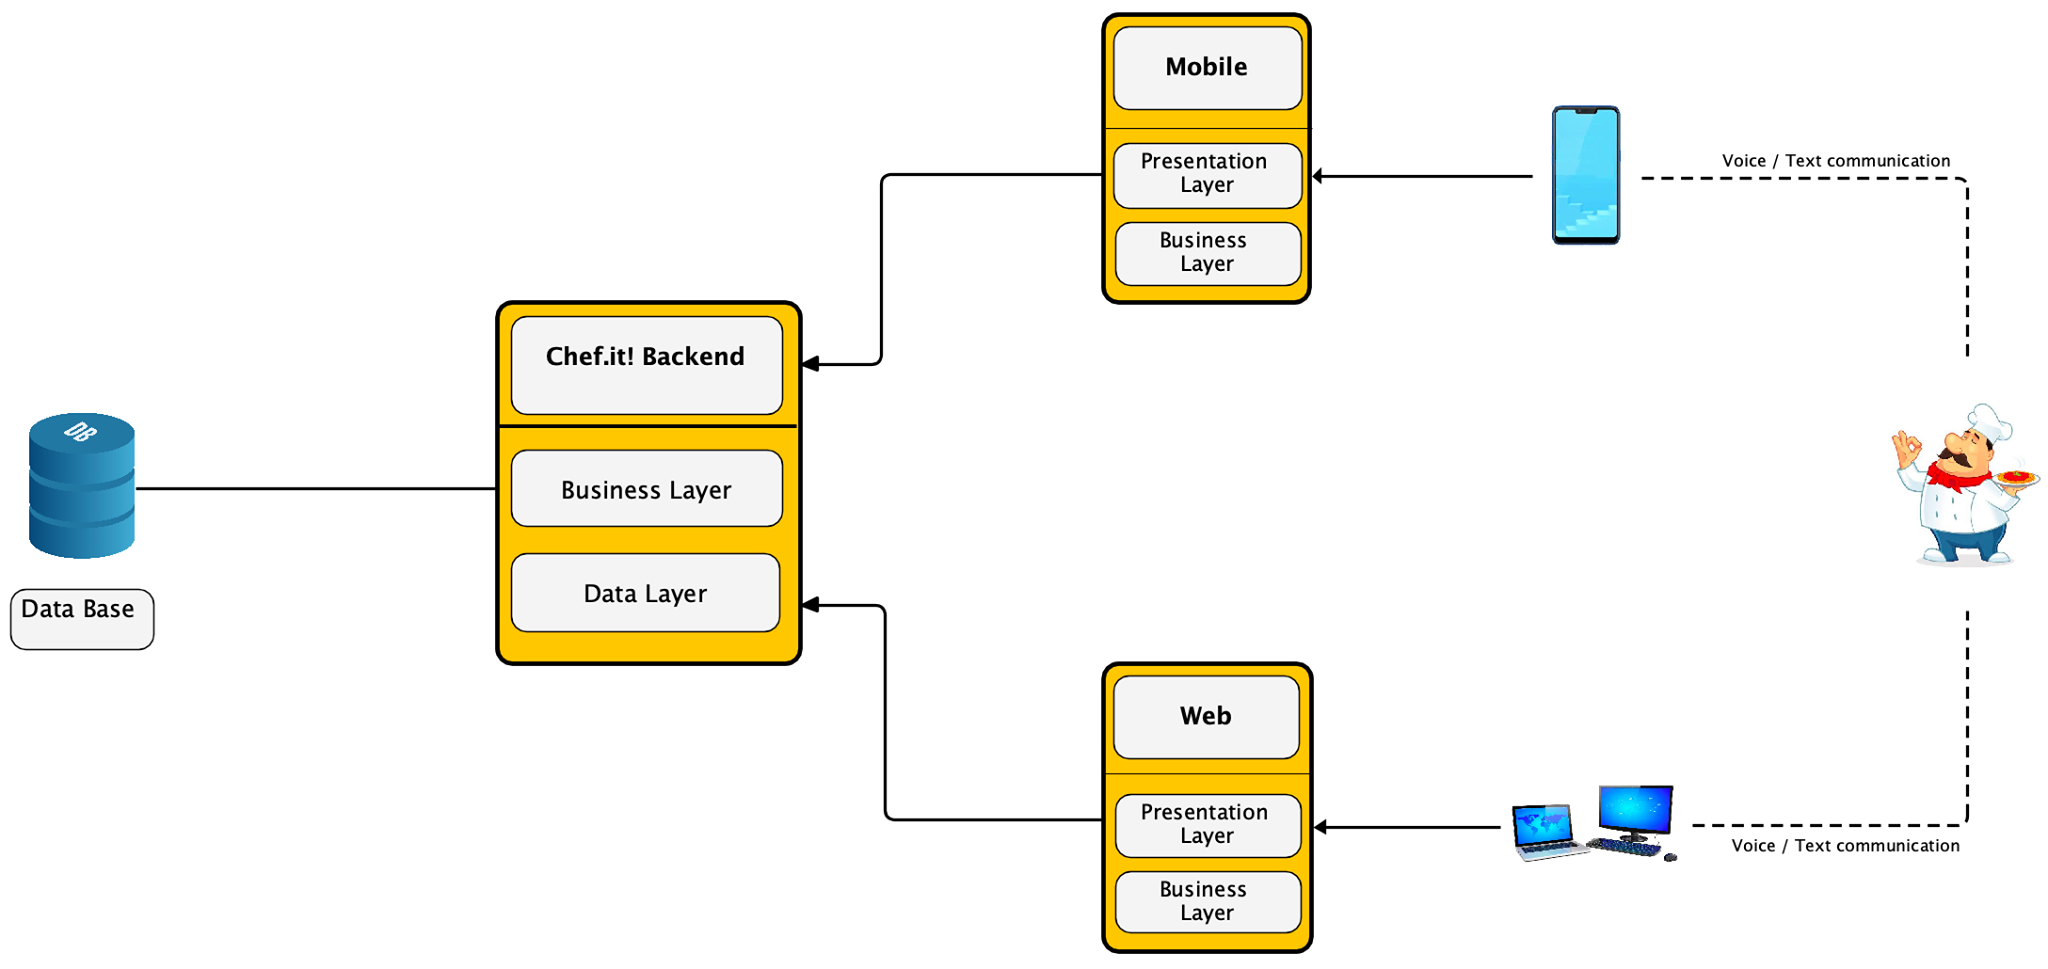 Mobile
Presentation
Layer
Business
Layer
Voice / Text communication
Chef.it! Backend
Business Layer
Data Layer
DB
Data Base
Web
Presentation
Layer
Business
Layer
Voice / Text communication